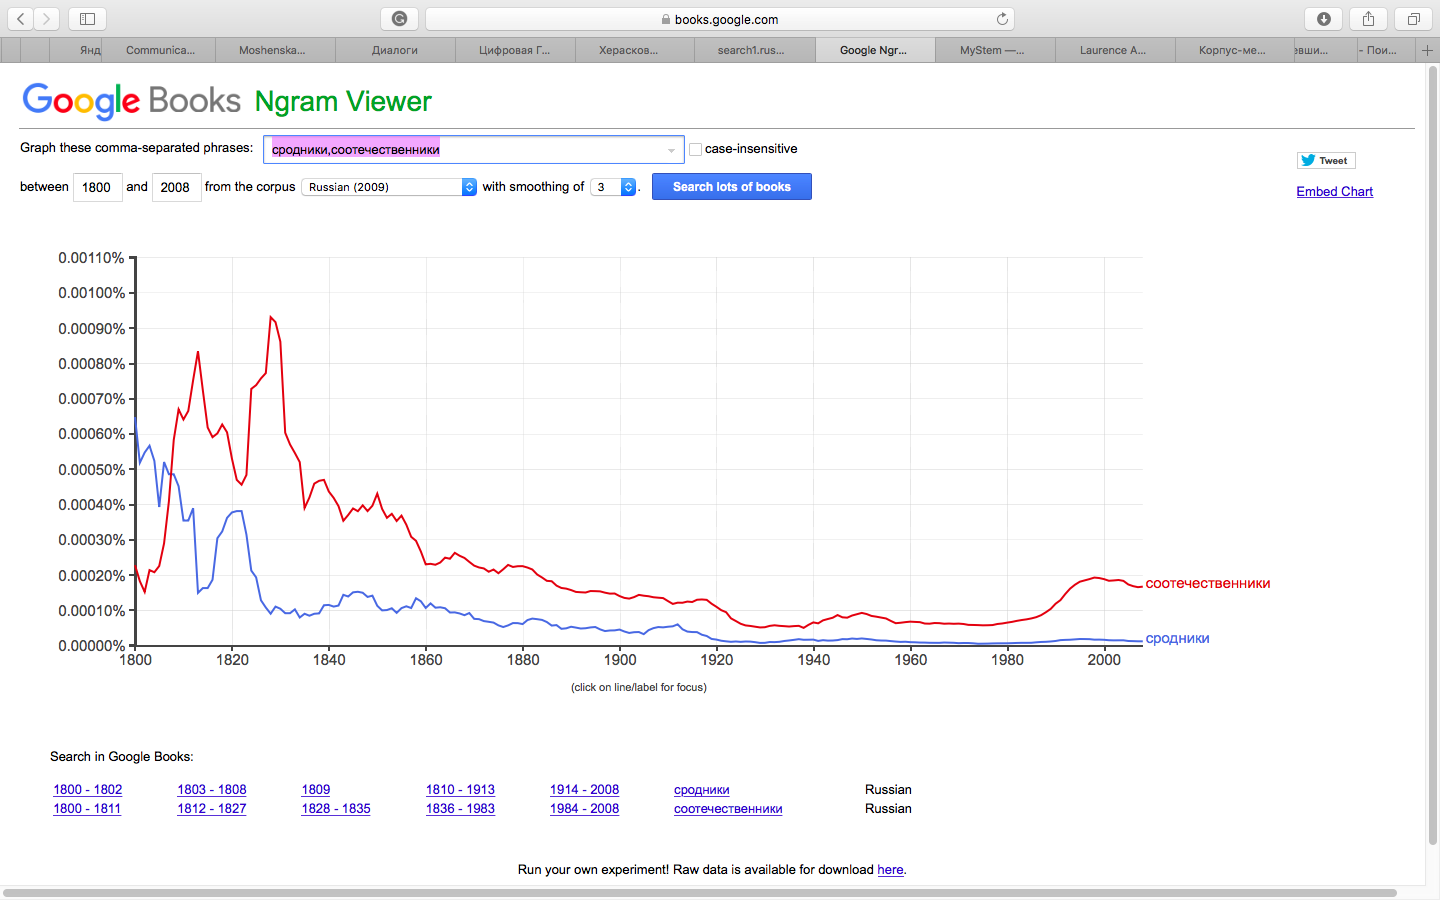 books.google.com
Янд Communica... Moshenska... Диалоги Цифровая Г... Херасков... search1.rus... Google Ngr... MyStem —... Laurence A... Корпус-ме... евши... - Пои...
Google Books Ngram Viewer
Graph these comma-separated phrases: сродники,соотечественники case-insensitive
Tweet
between 1800 and 2008 from the corpus Russian (2009) with smoothing of 3 . Search lots of books
Embed Chart
0.00110%
0.00100%
0.00090%
0.00080%
0.00070%
0.00060%
0.00050%
0.00040%
0.00030%
0.00020%
соотечественники
0.00010%
0.00000%
сродники
1800 1820 1840 1860 1880 1900 1920 1940 1960 1980 2000
(click on line/label for focus)
Search in Google Books:
1800 - 1802 1803 - 1808 1809 1810 - 1913 1914 - 2008 сродники Russian
1800 - 1811 1812 - 1827 1828 - 1835 1836 - 1983 1984 - 2008 соотечественники Russian
Run your own experiment! Raw data is available for download here.